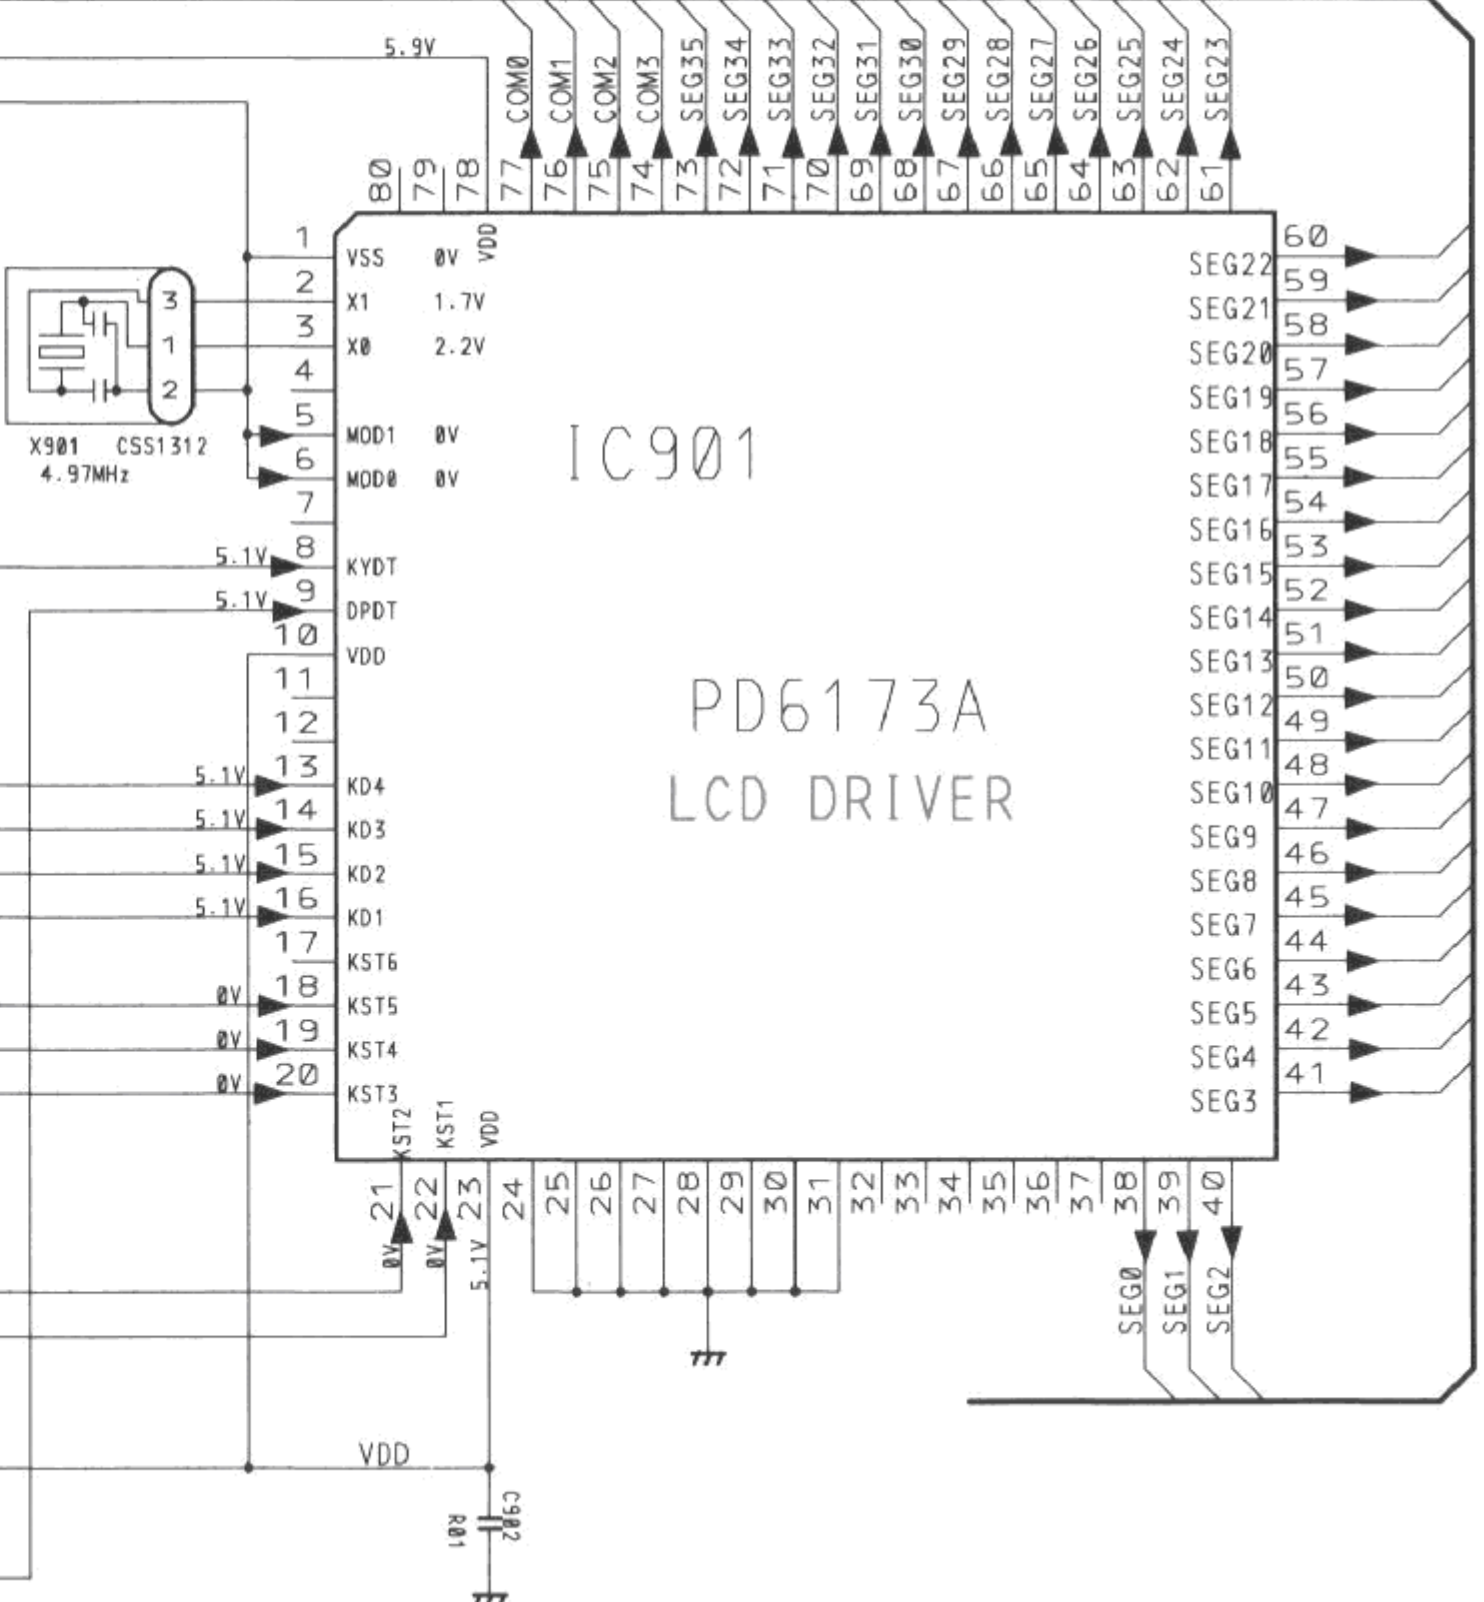 5.9V
COM0
COM1
COM2
COM3
SEG35
SEG34
SEG33
SEG32
SEG31
SEG30
SEG29
SEG28
SEG27
SEG26
SEG25
SEG24
SEG23
80
79
78
77
76
75
74
73
72
71
70
69
68
67
66
65
64
63
62
61
VDD
1 VSS 0V
2 X1 1.7V
3 X0 2.2V
4
5 MOD1 0V
6 MOD0 0V
7
5.1V 8 KYDT
5.1V 9 DPDT
10 VDD
11
12
5.1V 13 KD4
5.1V 14 KD3
5.1V 15 KD2
5.1V 16 KD1
17 KST6
0V 18 KST5
0V 19 KST4
0V 20 KST3
3
1
2
X901 CSS1312
4.97MHz
IC901
PD6173A
LCD DRIVER
SEG22 60
SEG21 59
SEG20 58
SEG19 57
SEG18 56
SEG17 55
SEG16 54
SEG15 53
SEG14 52
SEG13 51
SEG12 50
SEG11 49
SEG10 48
SEG9 47
SEG8 46
SEG7 45
SEG6 44
SEG5 43
SEG4 42
SEG3 41
KST2
KST1
VDD
21
22
23
24
25
26
27
28
29
30
31
32
33
34
35
36
37
38
39
40
0V
0V
5.1V
SEG0
SEG1
SEG2
VDD
C902
R01